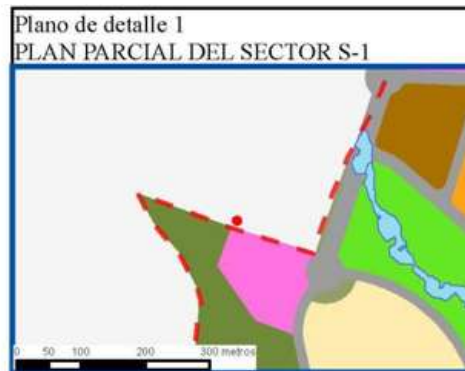 Plano de detalle 1
PLAN PARCIAL DEL SECTOR S-1
0 50 100 200 300 metros